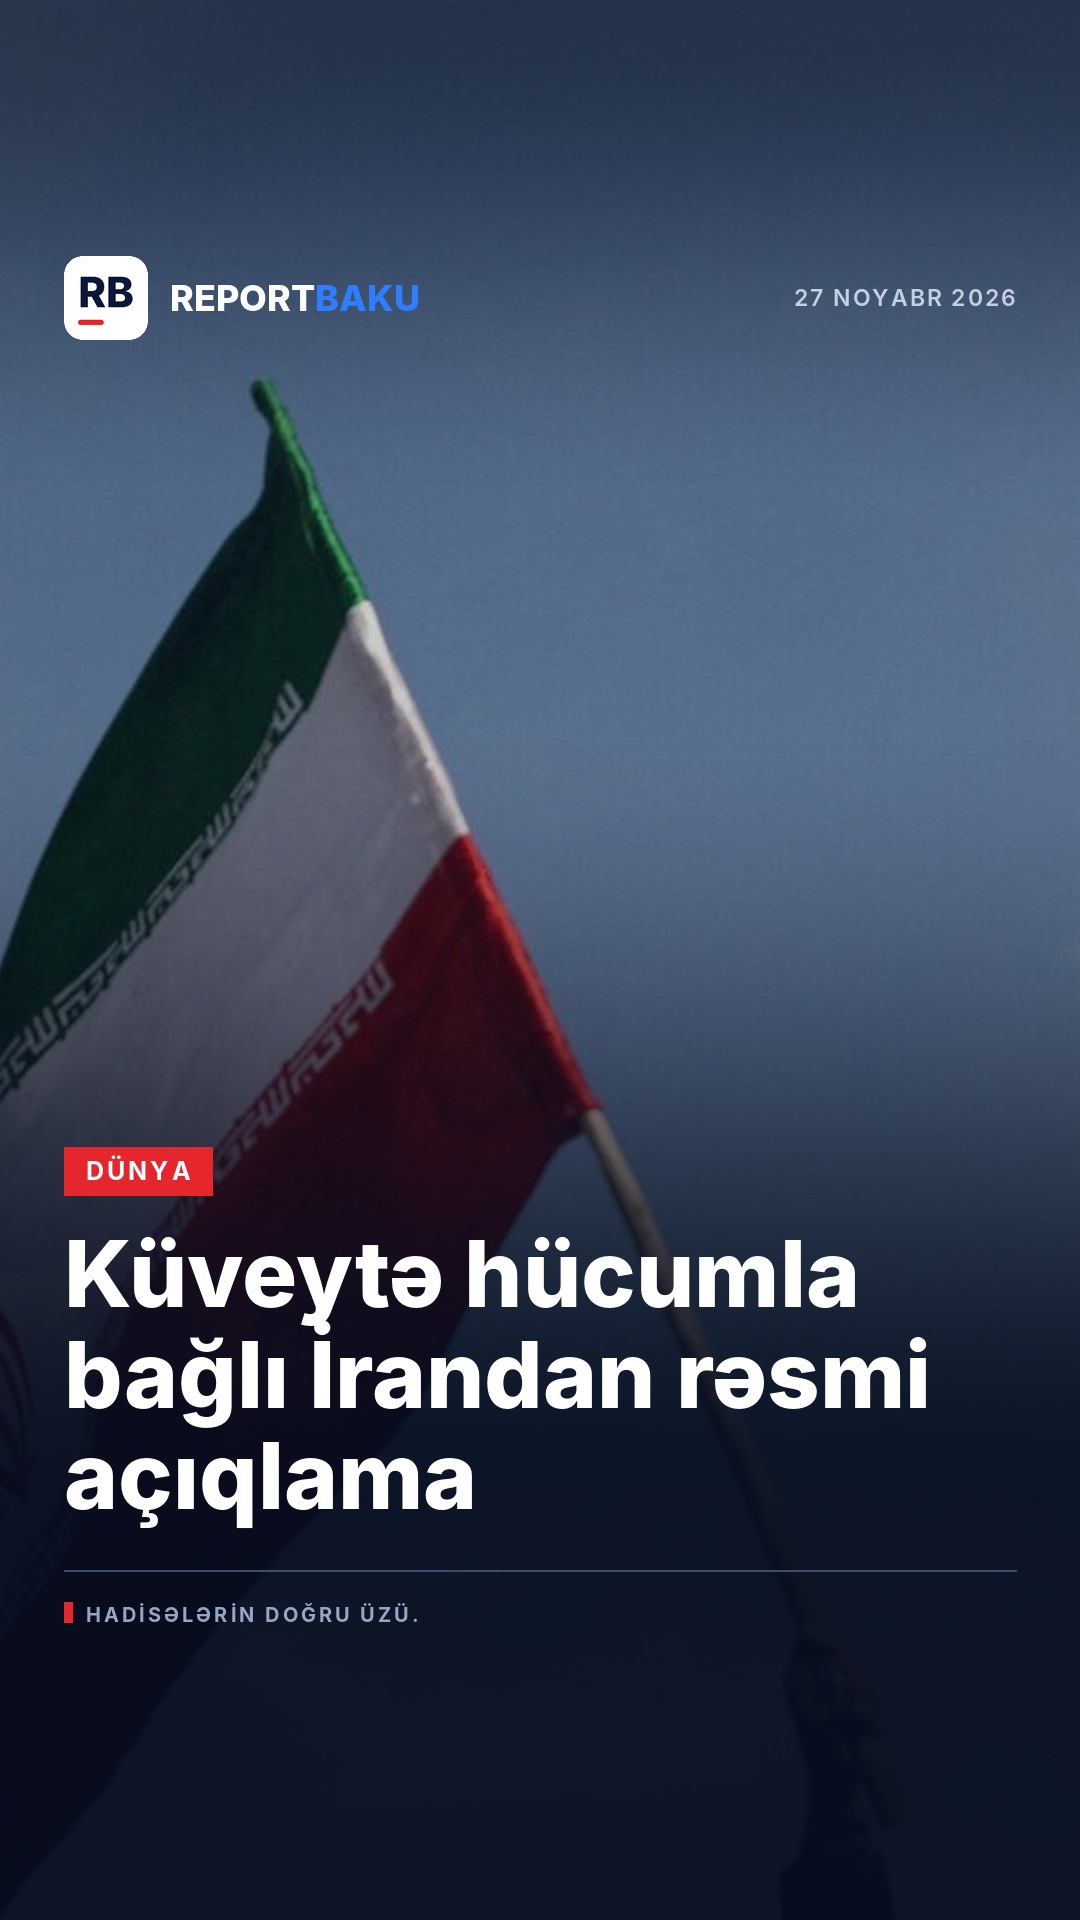 RB REPORTBAKU
27 NOYABR 2026
DÜNYA
Küveytə hücumla
bağlı İrandan rəsmi
açıqlama
HADİSƏLƏRİN DOĞRU ÜZÜ.